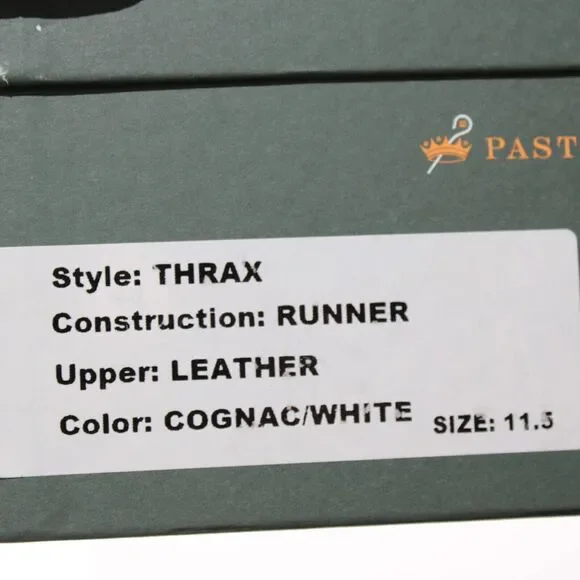 PAST
Style: THRAX
Construction: RUNNER
Upper: LEATHER
Color: COGNAC/WHITE
SIZE: 11.5